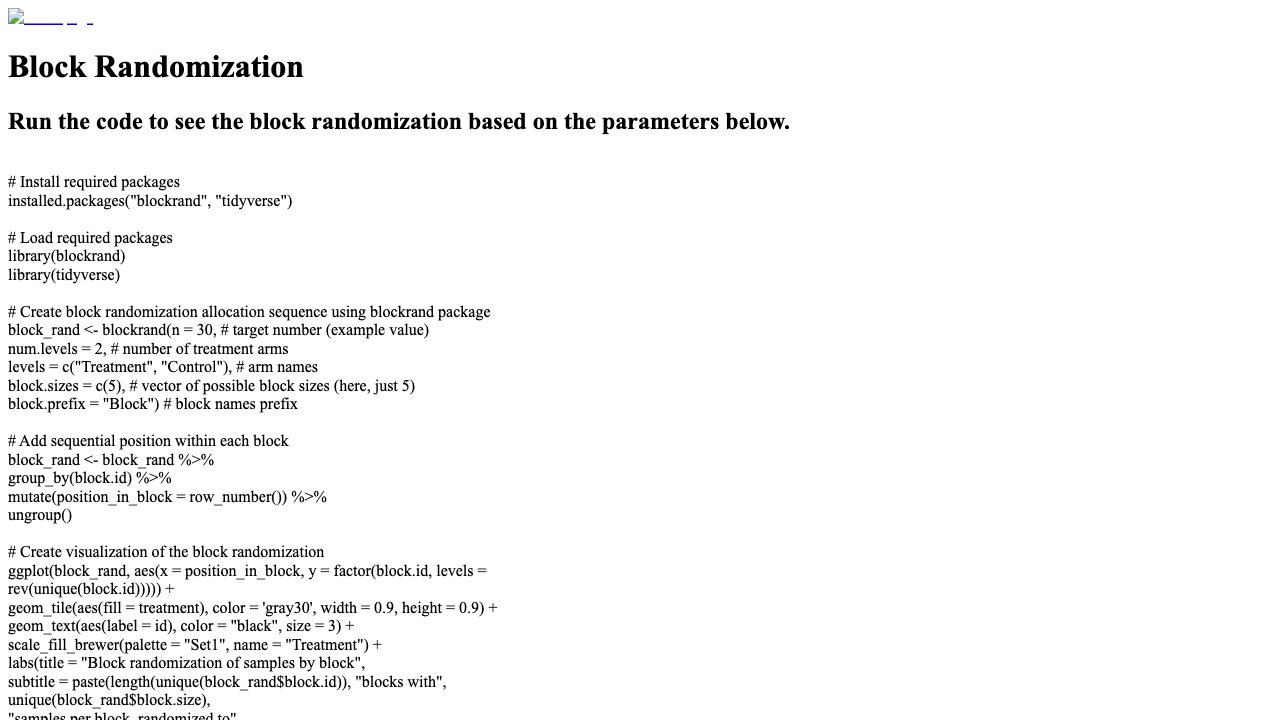 Block Randomization
Run the code to see the block randomization based on the parameters below.
# Install required packages
installed.packages("blockrand", "tidyverse")
# Load required packages
library(blockrand)
library(tidyverse)
# Create block randomization allocation sequence using blockrand package
block_rand <- blockrand(n = 30, # target number (example value)
num.levels = 2, # number of treatment arms
levels = c("Treatment", "Control"), # arm names
block.sizes = c(5), # vector of possible block sizes (here, just 5)
block.prefix = "Block") # block names prefix
# Add sequential position within each block
block_rand <- block_rand %>%
group_by(block.id) %>%
mutate(position_in_block = row_number()) %>%
ungroup()
# Create visualization of the block randomization
ggplot(block_rand, aes(x = position_in_block, y = factor(block.id, levels =
rev(unique(block.id))))) +
geom_tile(aes(fill = treatment), color = 'gray30', width = 0.9, height = 0.9) +
geom_text(aes(label = id), color = "black", size = 3) +
scale_fill_brewer(palette = "Set1", name = "Treatment") +
labs(title = "Block randomization of samples by block",
subtitle = paste(length(unique(block_rand$block.id)), "blocks with",
unique(block_rand$block.size),
"samples per block, randomized to"